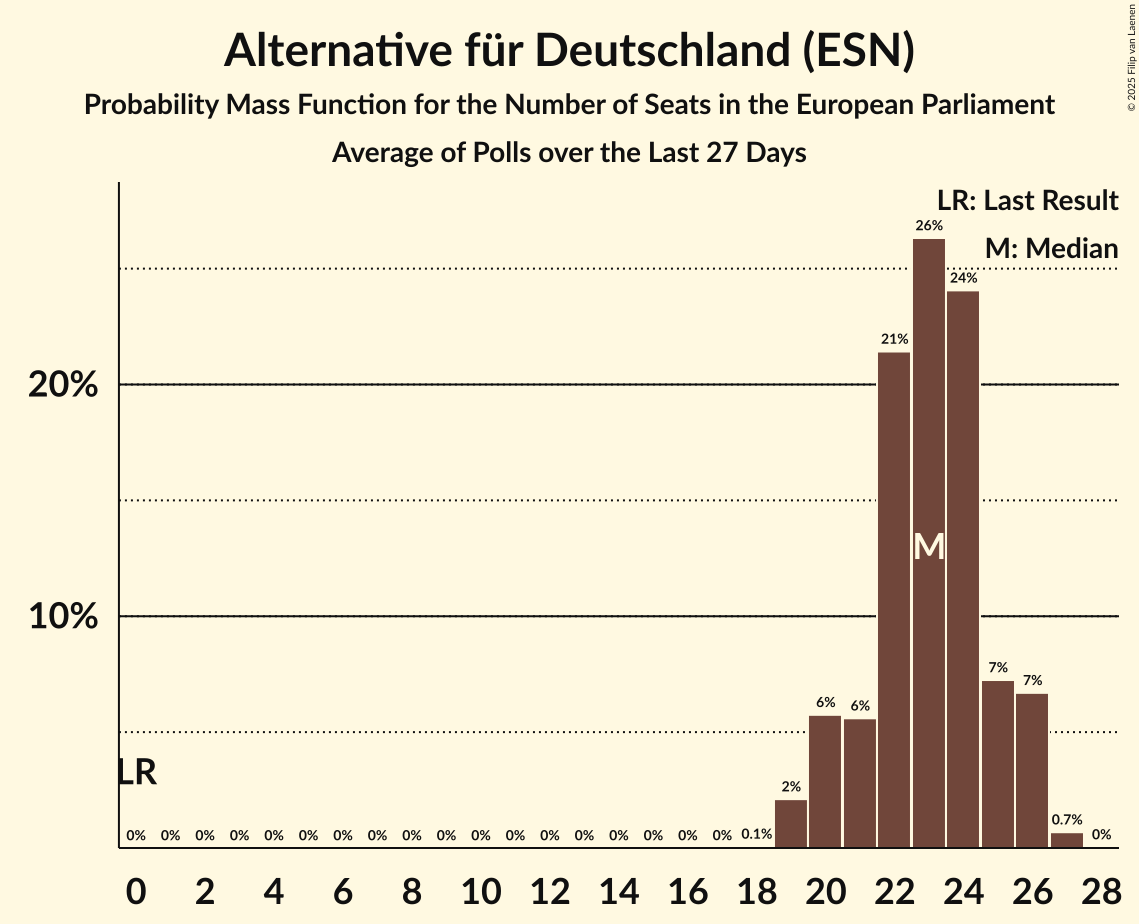 Alternative für Deutschland (ESN)
Probability Mass Function for the Number of Seats in the European Parliament
Average of Polls over the Last 27 Days
© 2025 Filip van Laenen
LR: Last Result
M: Median
26%
24%
21%
20%
M
10%
7%
7%
6%
6%
LR
2%
0% 0% 0% 0% 0% 0% 0% 0% 0% 0% 0% 0% 0% 0% 0% 0% 0% 0% 0.1% 0.7% 0%
0 2 4 6 8 10 12 14 16 18 20 22 24 26 28